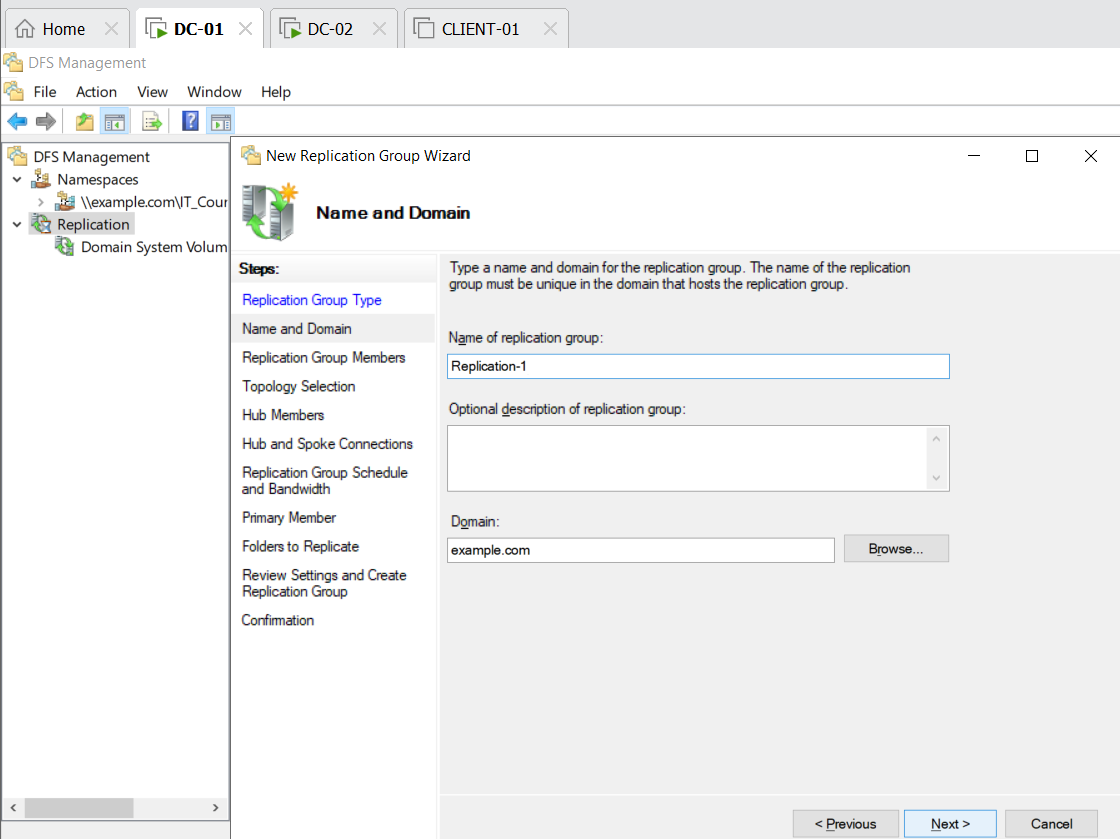 Home
DC-01
DC-02
CLIENT-01
DFS Management
File Action View Window Help
DFS Management
Namespaces
\\example.com\IT_Cour
Replication
Domain System Volum
New Replication Group Wizard
Name and Domain
Steps:
Replication Group Type
Name and Domain
Replication Group Members
Topology Selection
Hub Members
Hub and Spoke Connections
Replication Group Schedule
and Bandwidth
Primary Member
Folders to Replicate
Review Settings and Create
Replication Group
Confirmation
Type a name and domain for the replication group. The name of the replication
group must be unique in the domain that hosts the replication group.
Name of replication group:
Replication-1
Optional description of replication group:
Domain:
example.com
Browse...
< Previous
Next >
Cancel